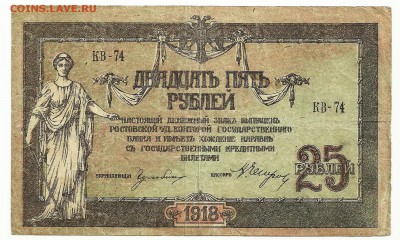 COINS.LAVE.RU
КВ-74
ДВАДЦАТЬ ПЯТЬ
РУБЛЕЙ
КВ-74
НАСТОЯЩИЙ ДЕНЕЖНЫЙ ЗНАКЪ ВЫПУЩЕНЪ
РОСТОВСКОЙ Н/Д. КОНТОРОЙ ГОСУДАРСТВЕННАГО
БАНКА И ИМѢЕТЪ ХОЖДЕНІЕ НАРАВНѢ
СЪ ГОСУДАРСТВЕННЫМИ КРЕДИТНЫМИ
БИЛЕТАМИ
УПРАВЛЯЮЩІЙ
КАССИРЪ
25
РУБЛЕЙ
1918